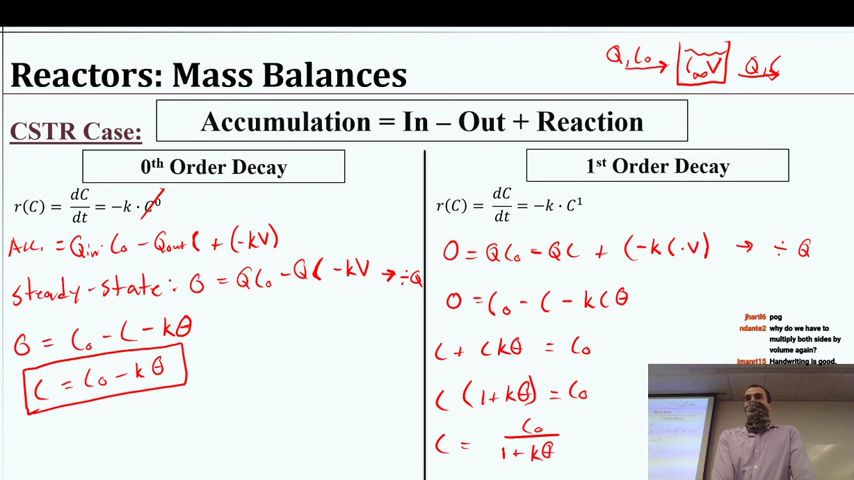 Q, C₀
C, V
Q, C
Reactors: Mass Balances
Accumulation = In – Out + Reaction
CSTR Case:
0th Order Decay
r(C) = dC/dt = −k · C⁰
Acc. = Qin · C₀ − Qout C + (−kV)
Steady-state: 0 = QC₀ − QC − kV → ÷Q
0 = C₀ − C − kθ
C = C₀ − kθ
1st Order Decay
r(C) = dC/dt = −k · C¹
0 = QC₀ − QC + (−kC·V) → ÷ Q
0 = C₀ − C − kCθ
C + Ckθ = C₀
C (1+kθ) = C₀
C = C₀/(1+kθ)
jhartl6 pog
ndante2 why do we have to
multiply both sides by
volume again?
Handwriting is good.